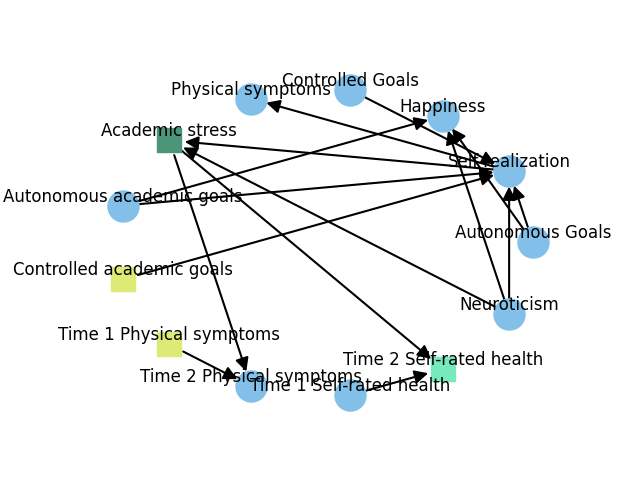 Controlled Goals
Physical symptoms
Happiness
Academic stress
Self-realization
Autonomous academic goals
Autonomous Goals
Controlled academic goals
Neuroticism
Time 1 Physical symptoms
Time 2 Self-rated health
Time 2 Physical symptoms
Time 1 Self-rated health